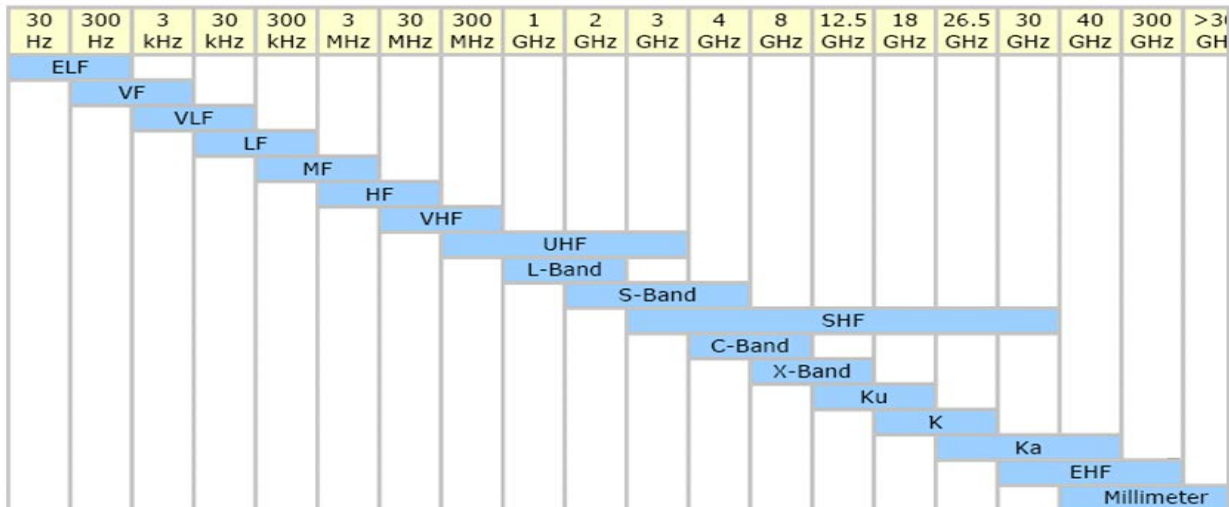 30 300 3 30 300 3 30 300 1 2 3 4 8 12.5 18 26.5 30 40 300
Hz Hz kHz kHz kHz MHz MHz MHz GHz GHz GHz GHz GHz GHz GHz GHz GHz GHz GHz
ELF
VF
VLF
LF
MF
HF
VHF
UHF
L-Band
S-Band
SHF
C-Band
X-Band
Ku
K
Ka
EHF
Millimeter